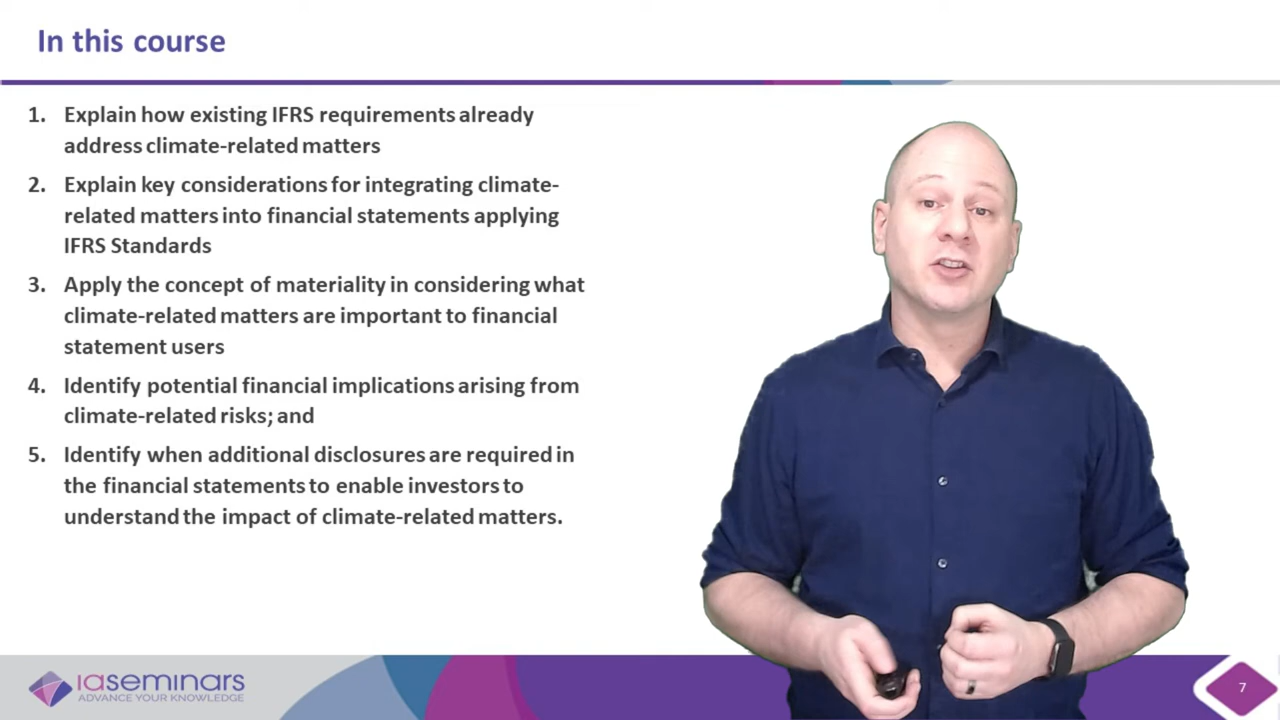 In this course
1. Explain how existing IFRS requirements already
address climate-related matters
2. Explain key considerations for integrating climate-
related matters into financial statements applying
IFRS Standards
3. Apply the concept of materiality in considering what
climate-related matters are important to financial
statement users
4. Identify potential financial implications arising from
climate-related risks; and
5. Identify when additional disclosures are required in
the financial statements to enable investors to
understand the impact of climate-related matters.
iaseminars
ADVANCE YOUR KNOWLEDGE
7